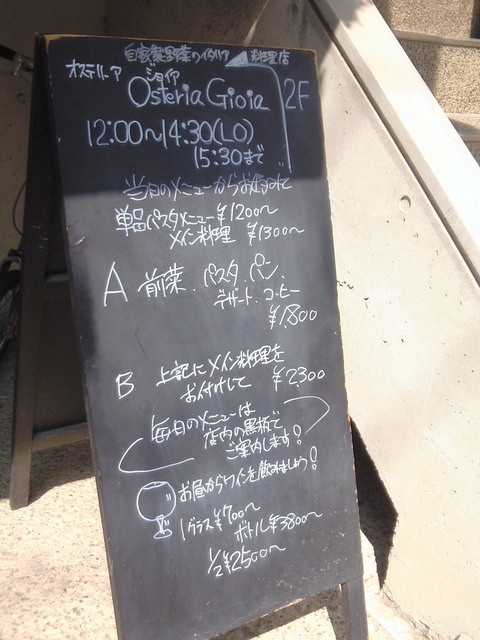 自家製野菜のイタリア料理店
オステリーア ジョイア
Osteria Gioia 2F
12:00～14:30(LO)
15:30まで
当日のメニューからお好みで
単品パスタメニュー ¥1200～
メイン料理 ¥1300～
A 前菜.パスタ.パン.
デザート.コーヒー
¥1800
B 上記にメイン料理を
お付けして ¥2300
毎日のメニューは
店内の黒板で
ご案内します!
お昼からワインを飲みましょう!
1グラス¥700～
ボトル¥3800～
1/2¥2500～